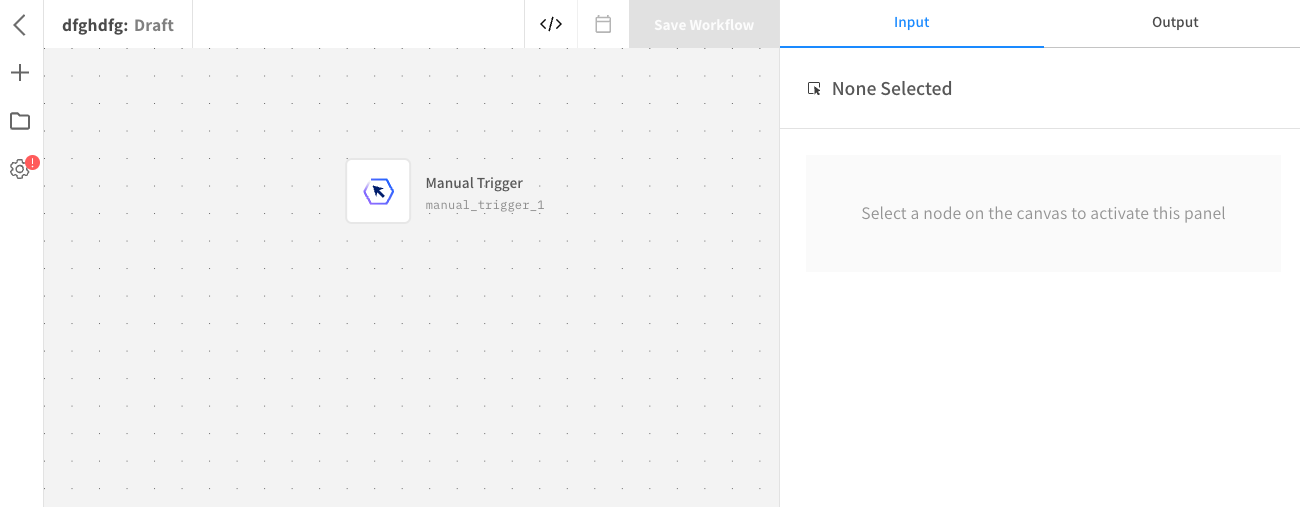 dfghdfg: Draft
</>
Save Workflow
Input
Output
None Selected
Manual Trigger
manual_trigger_1
Select a node on the canvas to activate this panel